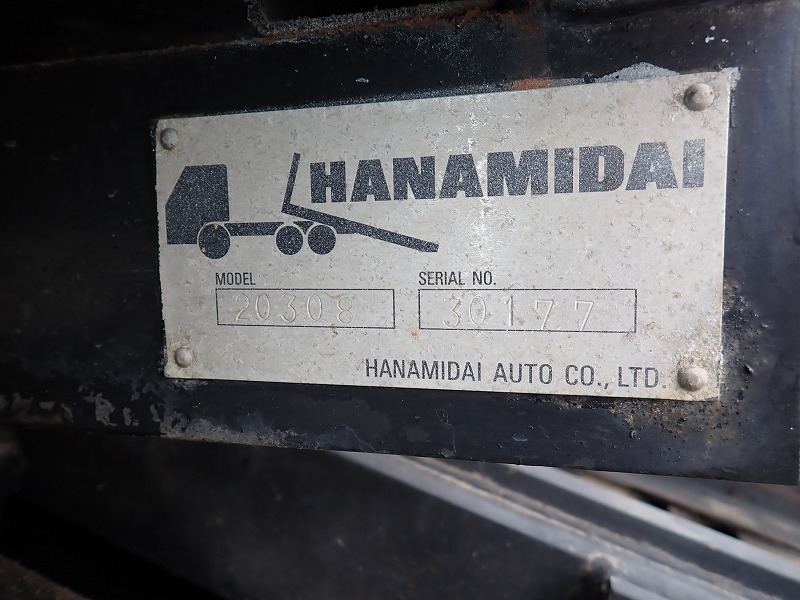 HANAMIDAI
MODEL SERIAL NO.
20308 30177
HANAMIDAI AUTO CO., LTD.